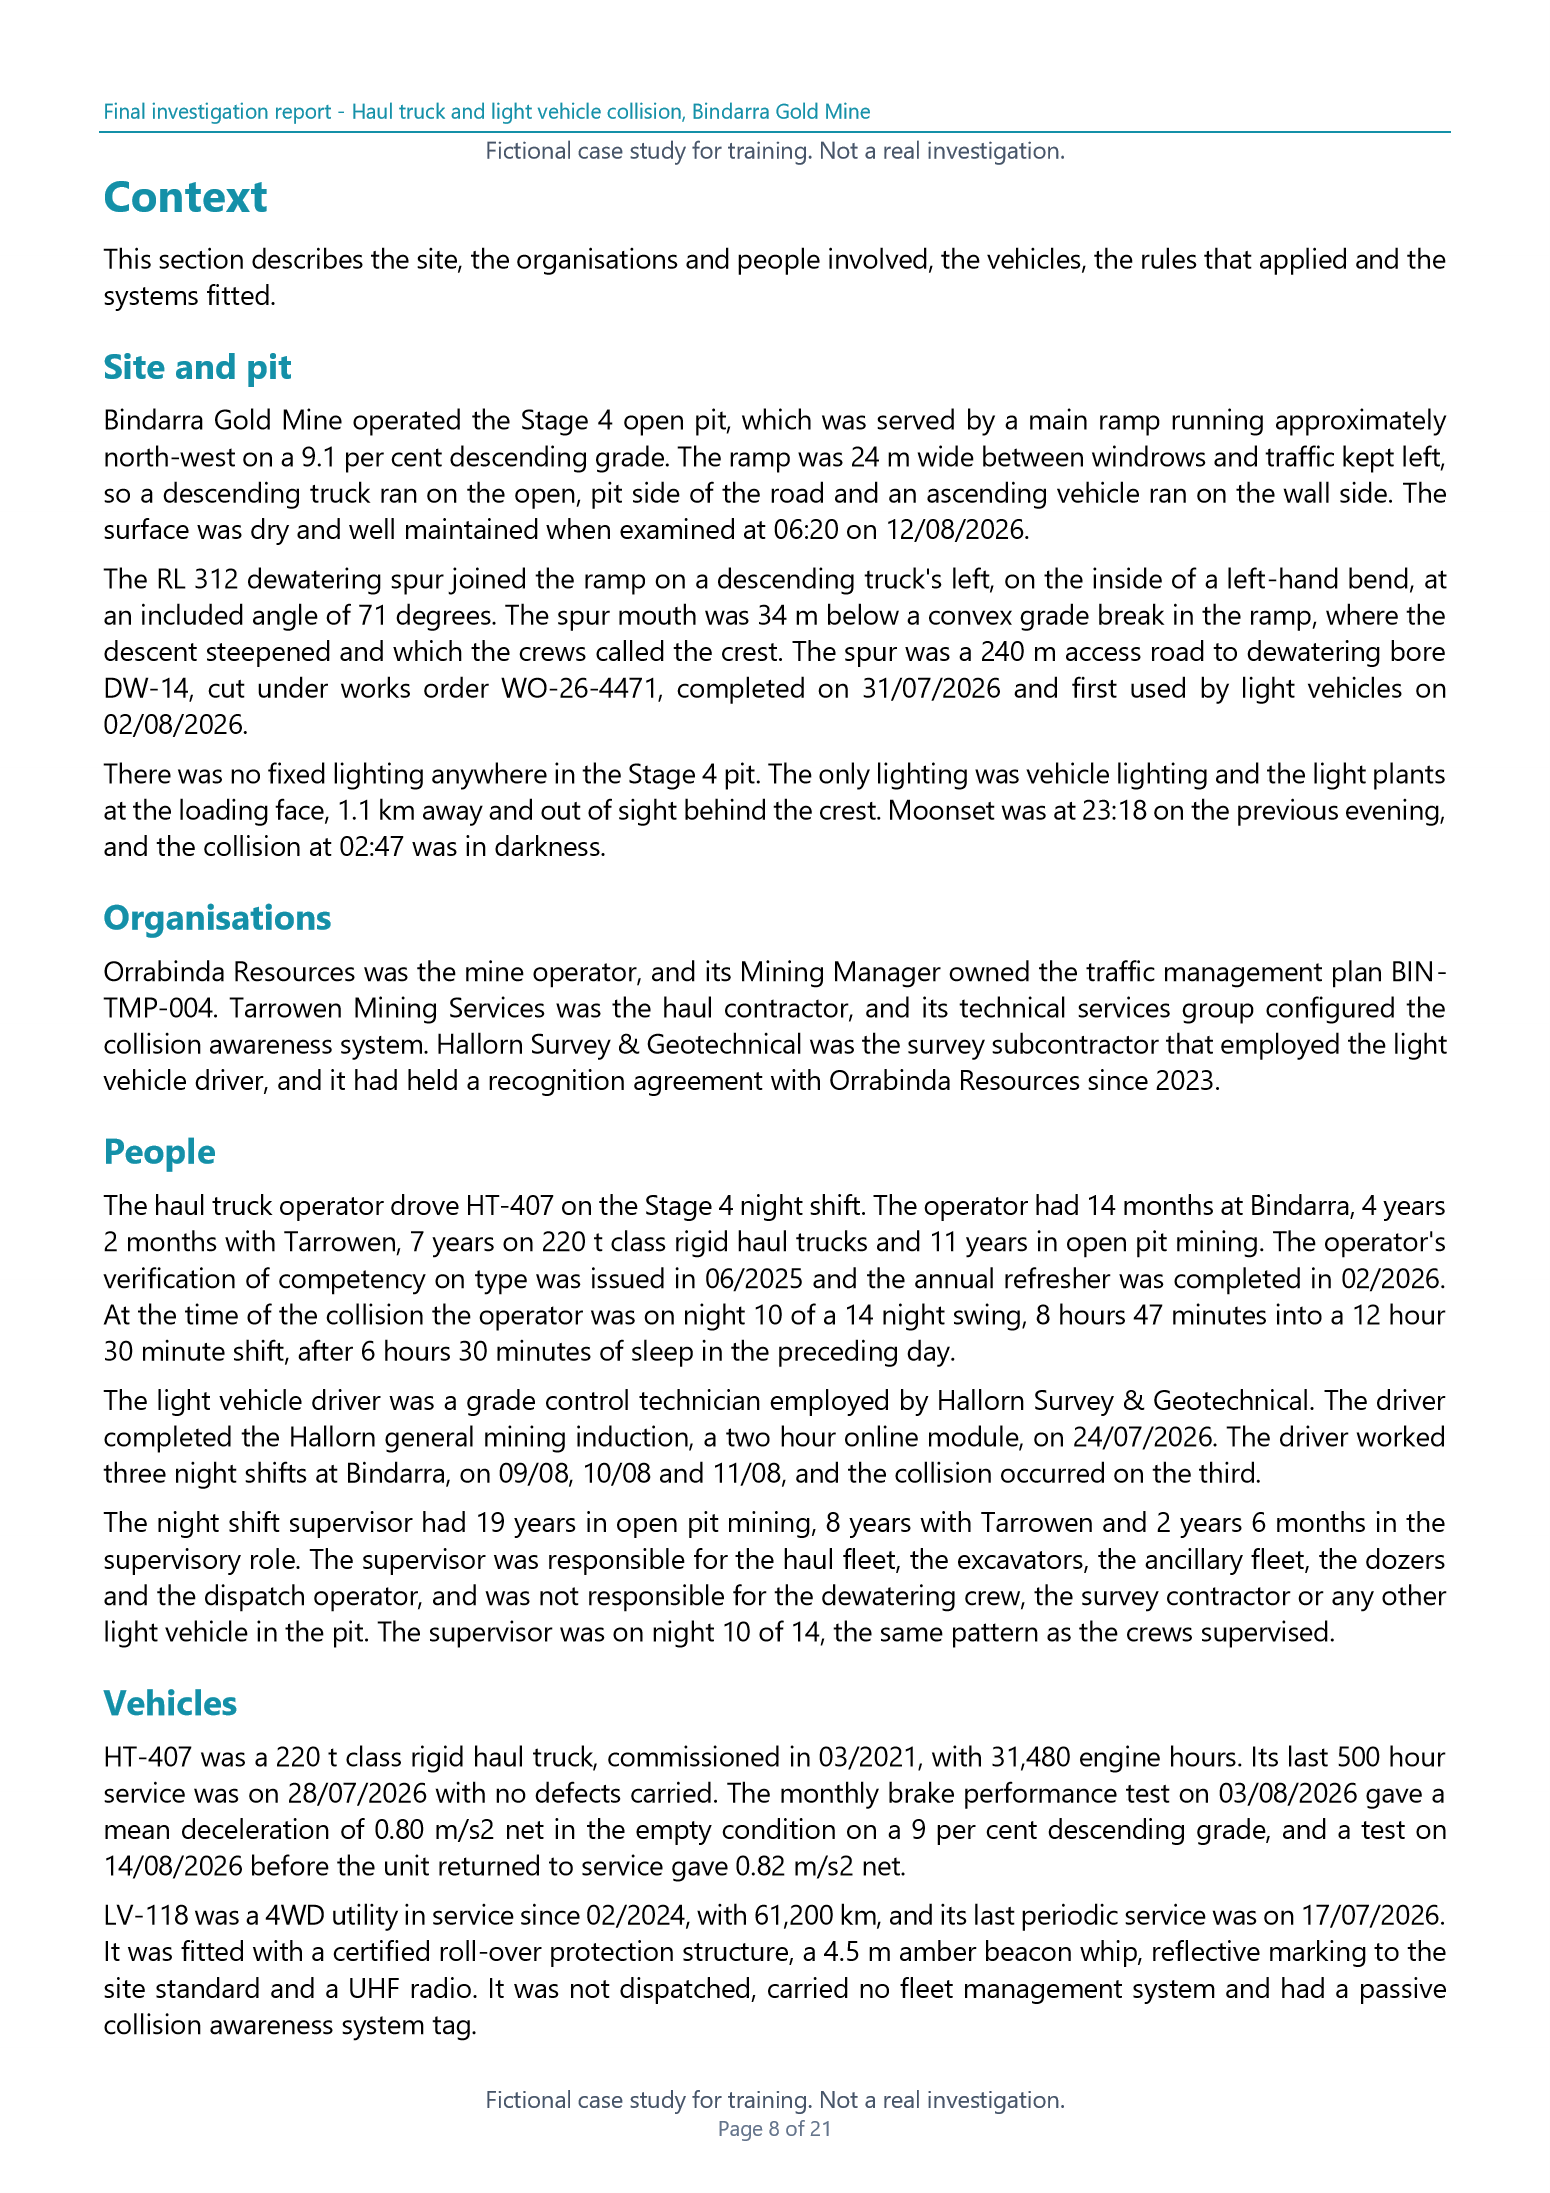 Final investigation report - Haul truck and light vehicle collision, Bindarra Gold Mine
Fictional case study for training. Not a real investigation.
Context
This section describes the site, the organisations and people involved, the vehicles, the rules that applied and the
systems fitted.
Site and pit
Bindarra Gold Mine operated the Stage 4 open pit, which was served by a main ramp running approximately
north-west on a 9.1 per cent descending grade. The ramp was 24 m wide between windrows and traffic kept left,
so a descending truck ran on the open, pit side of the road and an ascending vehicle ran on the wall side. The
surface was dry and well maintained when examined at 06:20 on 12/08/2026.
The RL 312 dewatering spur joined the ramp on a descending truck's left, on the inside of a left-hand bend, at
an included angle of 71 degrees. The spur mouth was 34 m below a convex grade break in the ramp, where the
descent steepened and which the crews called the crest. The spur was a 240 m access road to dewatering bore
DW-14, cut under works order WO-26-4471, completed on 31/07/2026 and first used by light vehicles on
02/08/2026.
There was no fixed lighting anywhere in the Stage 4 pit. The only lighting was vehicle lighting and the light plants
at the loading face, 1.1 km away and out of sight behind the crest. Moonset was at 23:18 on the previous evening,
and the collision at 02:47 was in darkness.
Organisations
Orrabinda Resources was the mine operator, and its Mining Manager owned the traffic management plan BIN-
TMP-004. Tarrowen Mining Services was the haul contractor, and its technical services group configured the
collision awareness system. Hallorn Survey & Geotechnical was the survey subcontractor that employed the light
vehicle driver, and it had held a recognition agreement with Orrabinda Resources since 2023.
People
The haul truck operator drove HT-407 on the Stage 4 night shift. The operator had 14 months at Bindarra, 4 years
2 months with Tarrowen, 7 years on 220 t class rigid haul trucks and 11 years in open pit mining. The operator's
verification of competency on type was issued in 06/2025 and the annual refresher was completed in 02/2026.
At the time of the collision the operator was on night 10 of a 14 night swing, 8 hours 47 minutes into a 12 hour
30 minute shift, after 6 hours 30 minutes of sleep in the preceding day.
The light vehicle driver was a grade control technician employed by Hallorn Survey & Geotechnical. The driver
completed the Hallorn general mining induction, a two hour online module, on 24/07/2026. The driver worked
three night shifts at Bindarra, on 09/08, 10/08 and 11/08, and the collision occurred on the third.
The night shift supervisor had 19 years in open pit mining, 8 years with Tarrowen and 2 years 6 months in the
supervisory role. The supervisor was responsible for the haul fleet, the excavators, the ancillary fleet, the dozers
and the dispatch operator, and was not responsible for the dewatering crew, the survey contractor or any other
light vehicle in the pit. The supervisor was on night 10 of 14, the same pattern as the crews supervised.
Vehicles
HT-407 was a 220 t class rigid haul truck, commissioned in 03/2021, with 31,480 engine hours. Its last 500 hour
service was on 28/07/2026 with no defects carried. The monthly brake performance test on 03/08/2026 gave a
mean deceleration of 0.80 m/s2 net in the empty condition on a 9 per cent descending grade, and a test on
14/08/2026 before the unit returned to service gave 0.82 m/s2 net.
LV-118 was a 4WD utility in service since 02/2024, with 61,200 km, and its last periodic service was on 17/07/2026.
It was fitted with a certified roll-over protection structure, a 4.5 m amber beacon whip, reflective marking to the
site standard and a UHF radio. It was not dispatched, carried no fleet management system and had a passive
collision awareness system tag.
Fictional case study for training. Not a real investigation.
Page 8 of 21